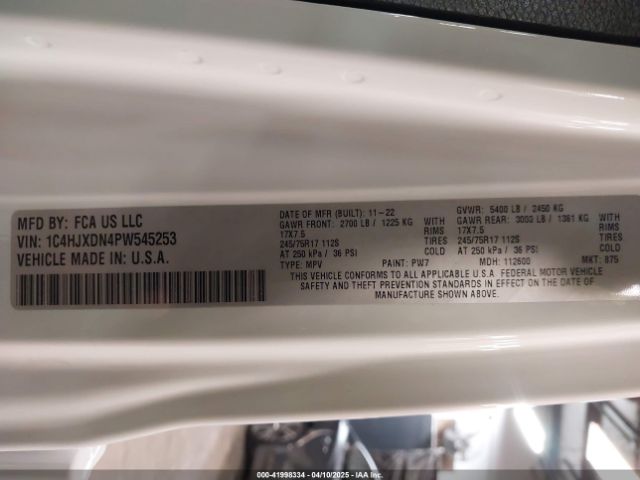 MFD BY: FCA US LLC
VIN: 1C4HJXDN4PW545253
VEHICLE MADE IN: U.S.A.
DATE OF MFR (BUILT): 11-22
GAWR FRONT: 2700 LB / 1225 KG WITH
17X7.5 RIMS
245/75R17 112S TIRES
AT 250 kPa / 36 PSI COLD
TYPE: MPV
PAINT: PW7
GVWR: 5400 LB / 2450 KG
GAWR REAR: 3003 LB / 1361 KG WITH
17X7.5 RIMS
245/75R17 112S TIRES
AT 250 kPa / 36 PSI COLD
MDH: 112600
MKT: 875
THIS VEHICLE CONFORMS TO ALL APPLICABLE U.S.A. FEDERAL MOTOR VEHICLE
SAFETY AND THEFT PREVENTION STANDARDS IN EFFECT ON THE DATE OF
MANUFACTURE SHOWN ABOVE.
000-41998334 - 04/10/2025 - IAA Inc.